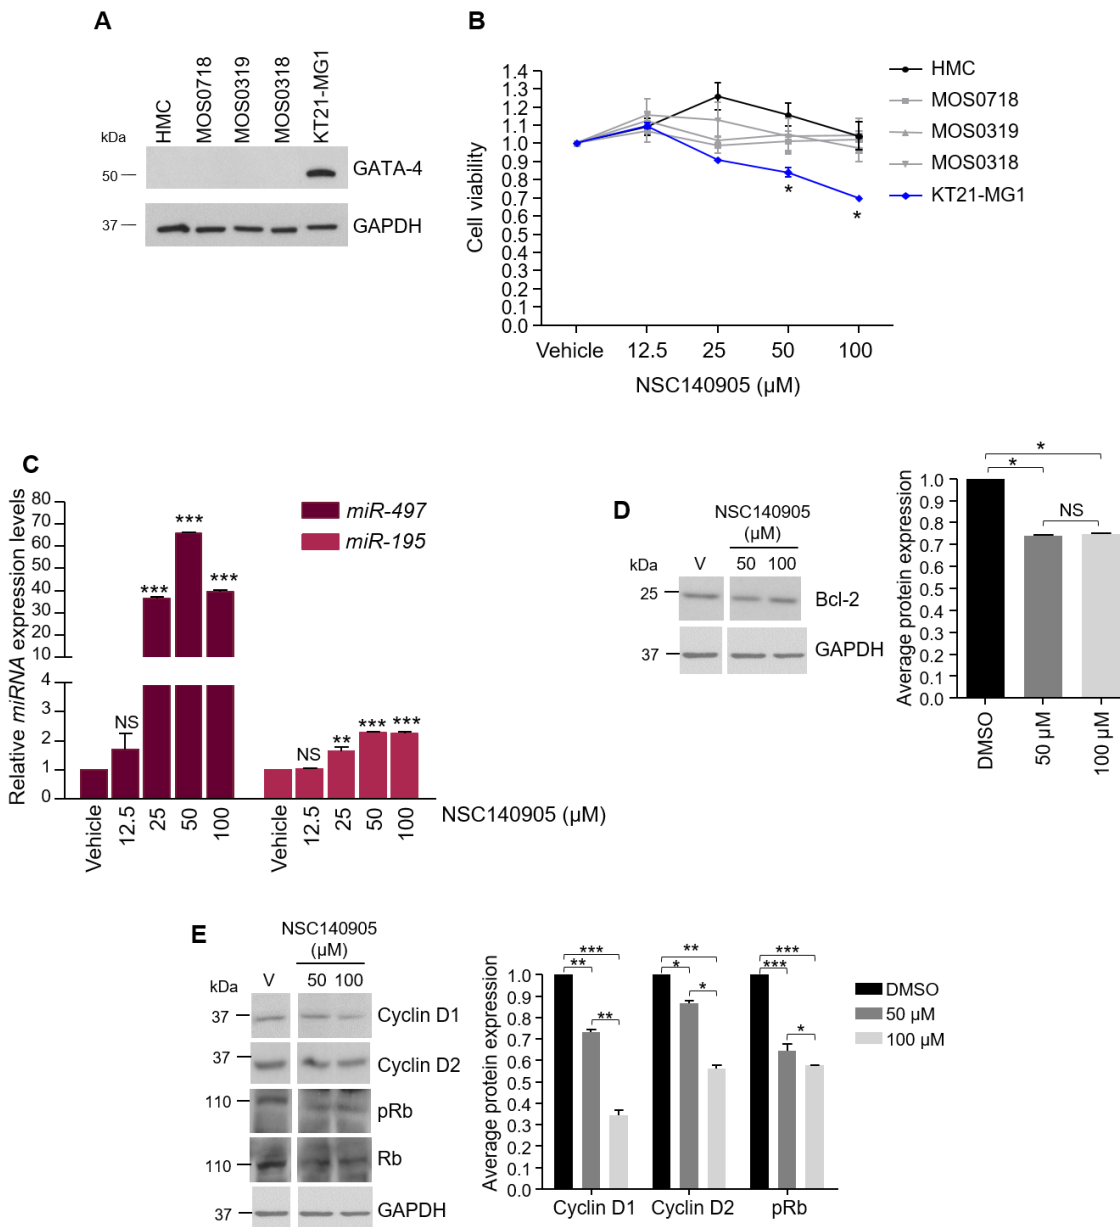 A
HMC
MOS0718
MOS0319
MOS0318
KT21-MG1
kDa
50
GATA-4
37
GAPDH
B
1.4
1.3
1.2
1.1
1.0
0.9
0.8
0.7
0.6
0.5
0.4
0.3
0.2
0.1
0.0
Cell viability
*
*
Vehicle 12.5 25 50 100
NSC140905 (µM)
HMC
MOS0718
MOS0319
MOS0318
KT21-MG1
C
Relative miRNA expression levels
80
70
60
50
40
30
20
10
4
3
2
1
0
NS
***
***
***
NS
**
***
***
miR-497
miR-195
Vehicle
12.5
25
50
100
Vehicle
12.5
25
50
100
NSC140905 (µM)
D
NSC140905
(µM)
kDa V 50 100
25
Bcl-2
37
GAPDH
Average protein expression
1.0
0.9
0.8
0.7
0.6
0.5
0.4
0.3
0.2
0.1
0.0
*
*
NS
DMSO
50 µM
100 µM
E
NSC140905
(µM)
kDa V 50 100
37
Cyclin D1
37
Cyclin D2
110
pRb
110
Rb
37
GAPDH
Average protein expression
1.0
0.9
0.8
0.7
0.6
0.5
0.4
0.3
0.2
0.1
0.0
***
**
**
**
*
*
***
***
*
Cyclin D1 Cyclin D2 pRb
DMSO
50 µM
100 µM